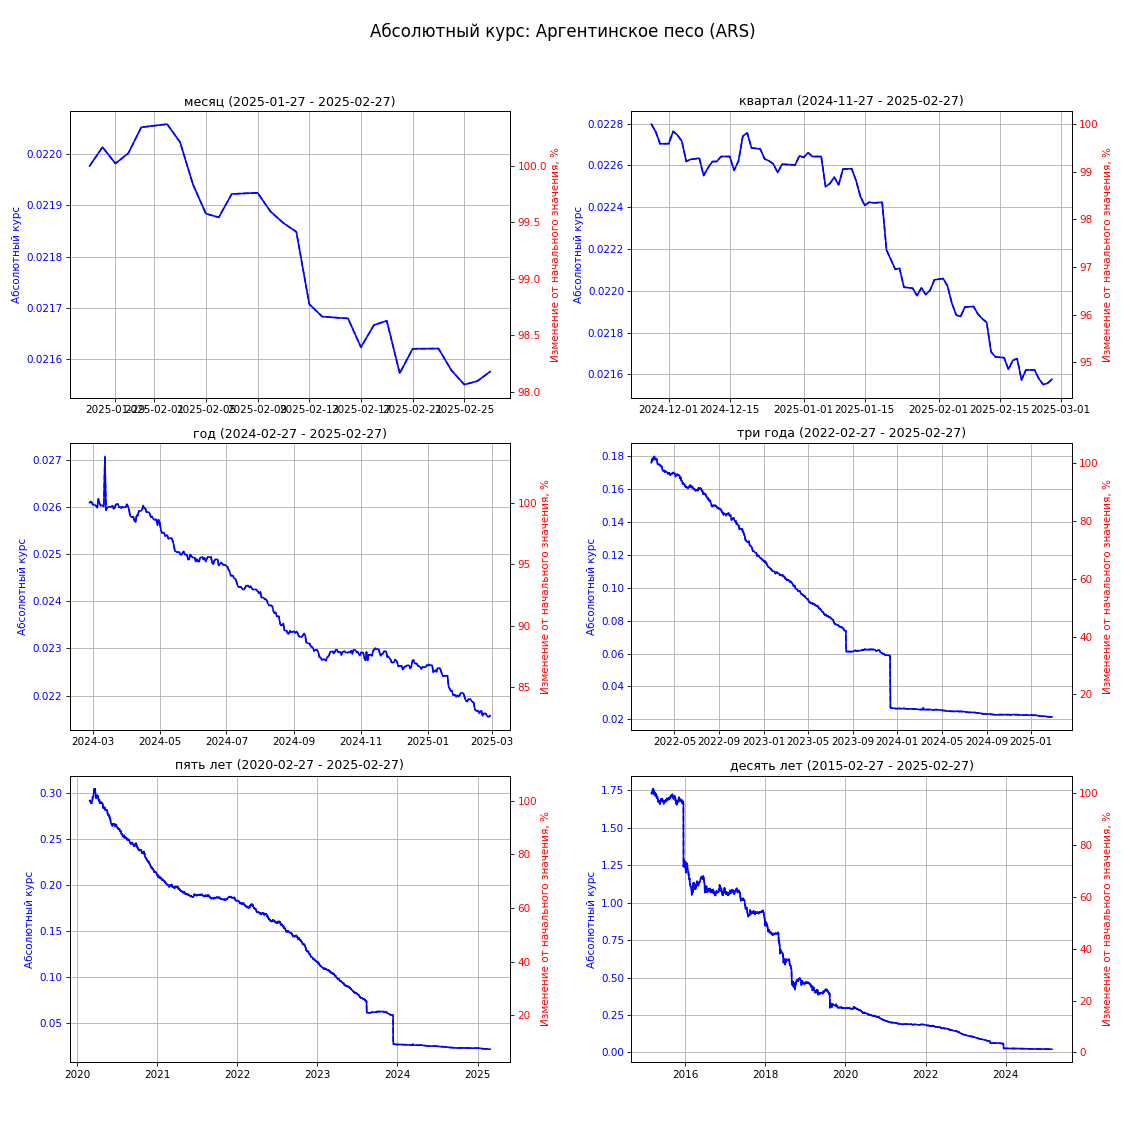 Абсолютный курс: Аргентинское песо (ARS)
месяц (2025-01-27 - 2025-02-27)
Абсолютный курс
0.0220
0.0219
0.0218
0.0217
0.0216
100.0
99.5
99.0
98.5
98.0
Изменение от начального значения, %
2025-01-29 2025-02-01 2025-02-05 2025-02-09 2025-02-13 2025-02-17 2025-02-21 2025-02-25
квартал (2024-11-27 - 2025-02-27)
Абсолютный курс
0.0228
0.0226
0.0224
0.0222
0.0220
0.0218
0.0216
100
99
98
97
96
95
Изменение от начального значения, %
2024-12-01 2024-12-15 2025-01-01 2025-01-15 2025-02-01 2025-02-15 2025-03-01
год (2024-02-27 - 2025-02-27)
Абсолютный курс
0.027
0.026
0.025
0.024
0.023
0.022
100
95
90
85
Изменение от начального значения, %
2024-03 2024-05 2024-07 2024-09 2024-11 2025-01 2025-03
три года (2022-02-27 - 2025-02-27)
Абсолютный курс
0.18
0.16
0.14
0.12
0.10
0.08
0.06
0.04
0.02
100
80
60
40
20
Изменение от начального значения, %
2022-05 2022-09 2023-01 2023-05 2023-09 2024-01 2024-05 2024-09 2025-01
пять лет (2020-02-27 - 2025-02-27)
Абсолютный курс
0.30
0.25
0.20
0.15
0.10
0.05
100
80
60
40
20
Изменение от начального значения, %
2020 2021 2022 2023 2024 2025
десять лет (2015-02-27 - 2025-02-27)
Абсолютный курс
1.75
1.50
1.25
1.00
0.75
0.50
0.25
0.00
100
80
60
40
20
0
Изменение от начального значения, %
2016 2018 2020 2022 2024